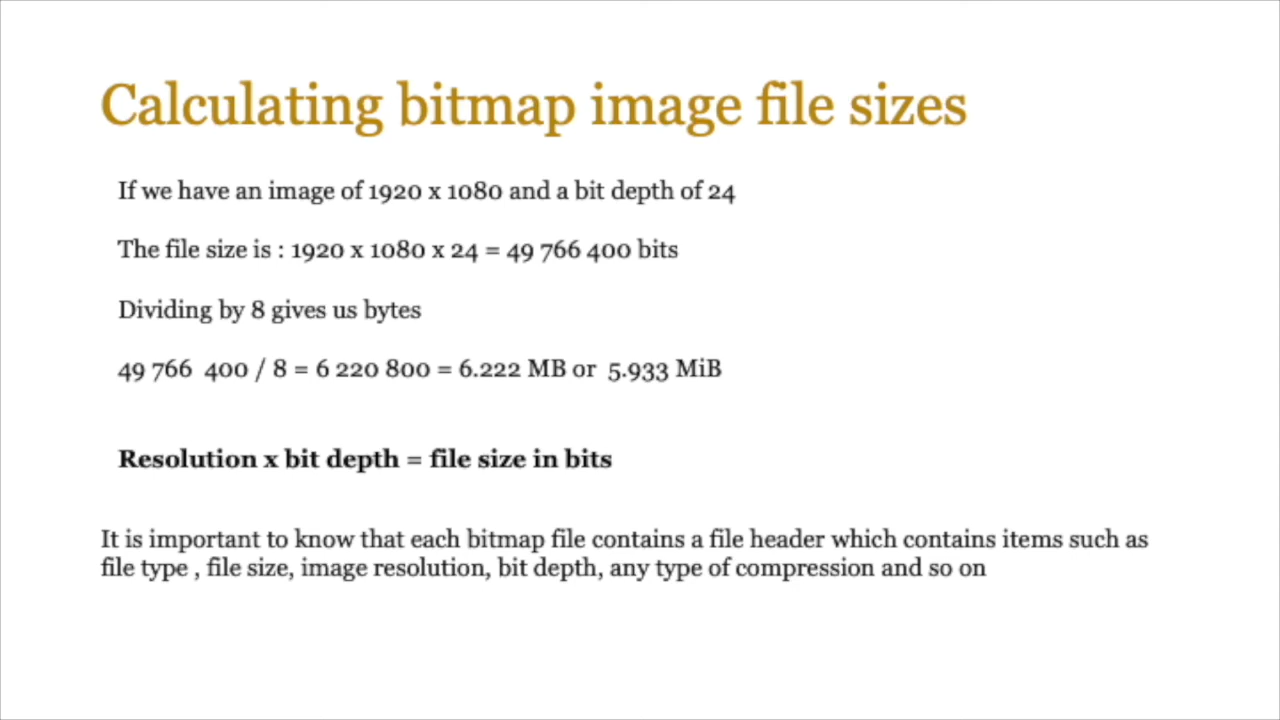 Calculating bitmap image file sizes
If we have an image of 1920 x 1080 and a bit depth of 24
The file size is : 1920 x 1080 x 24 = 49 766 400 bits
Dividing by 8 gives us bytes
49 766  400 / 8 = 6 220 800 = 6.222 MB or  5.933 MiB
Resolution x bit depth = file size in bits
It is important to know that each bitmap file contains a file header which contains items such as
file type , file size, image resolution, bit depth, any type of compression and so on